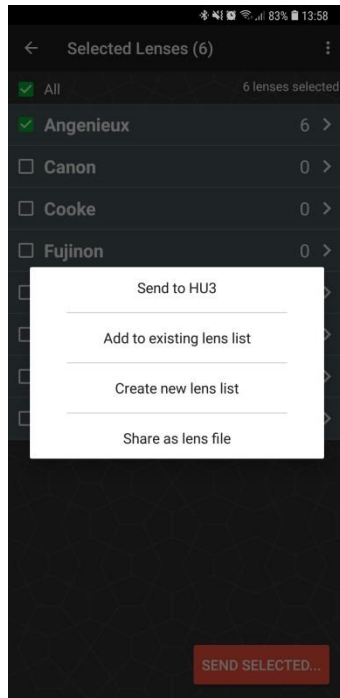 83% 13:58
Selected Lenses (6)
All 6 lenses selected
Angenieux 6
Canon 0
Cooke 0
Fujinon 0
Send to HU3
Add to existing lens list
Create new lens list
Share as lens file
SEND SELECTED...